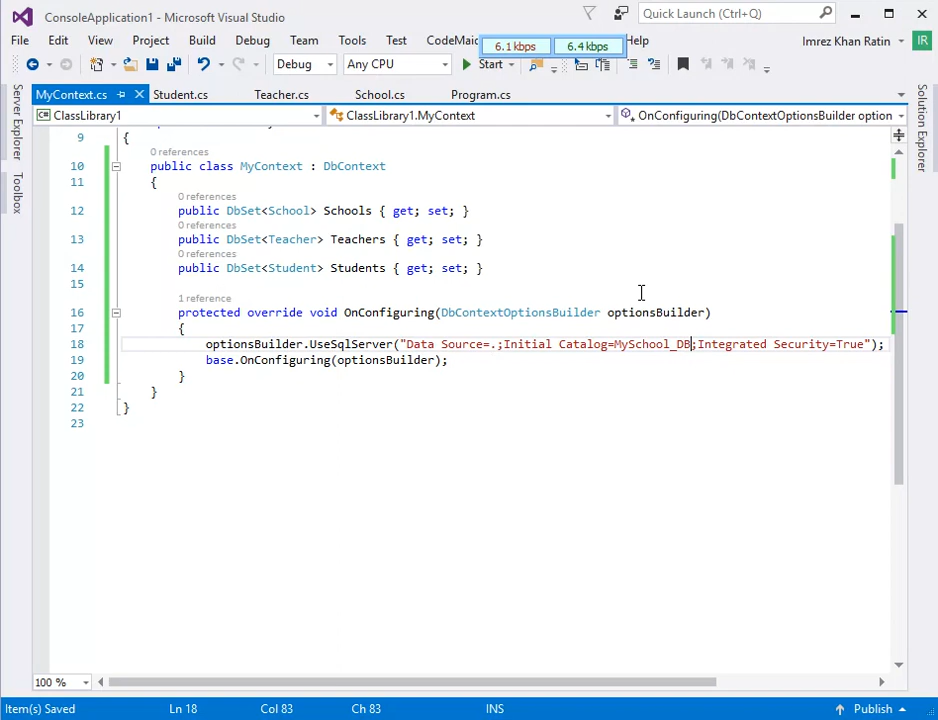 ConsoleApplication1 - Microsoft Visual Studio
Quick Launch (Ctrl+Q)
File Edit View Project Build Debug Team Tools Test CodeMaid Help
6.1 kbps 6.4 kbps
Imrez Khan Ratin IR
Debug Any CPU Start
MyContext.cs Student.cs Teacher.cs School.cs Program.cs
ClassLibrary1 ClassLibrary1.MyContext OnConfiguring(DbContextOptionsBuilder option
Server Explorer
Toolbox
Solution Explorer
9 {
0 references
10 public class MyContext : DbContext
11 {
0 references
12 public DbSet<School> Schools { get; set; }
0 references
13 public DbSet<Teacher> Teachers { get; set; }
0 references
14 public DbSet<Student> Students { get; set; }
15
1 reference
16 protected override void OnConfiguring(DbContextOptionsBuilder optionsBuilder)
17 {
18 optionsBuilder.UseSqlServer("Data Source=.;Initial Catalog=MySchool_DB;Integrated Security=True");
19 base.OnConfiguring(optionsBuilder);
20 }
21 }
22 }
23
100 %
Item(s) Saved Ln 18 Col 83 Ch 83 INS Publish